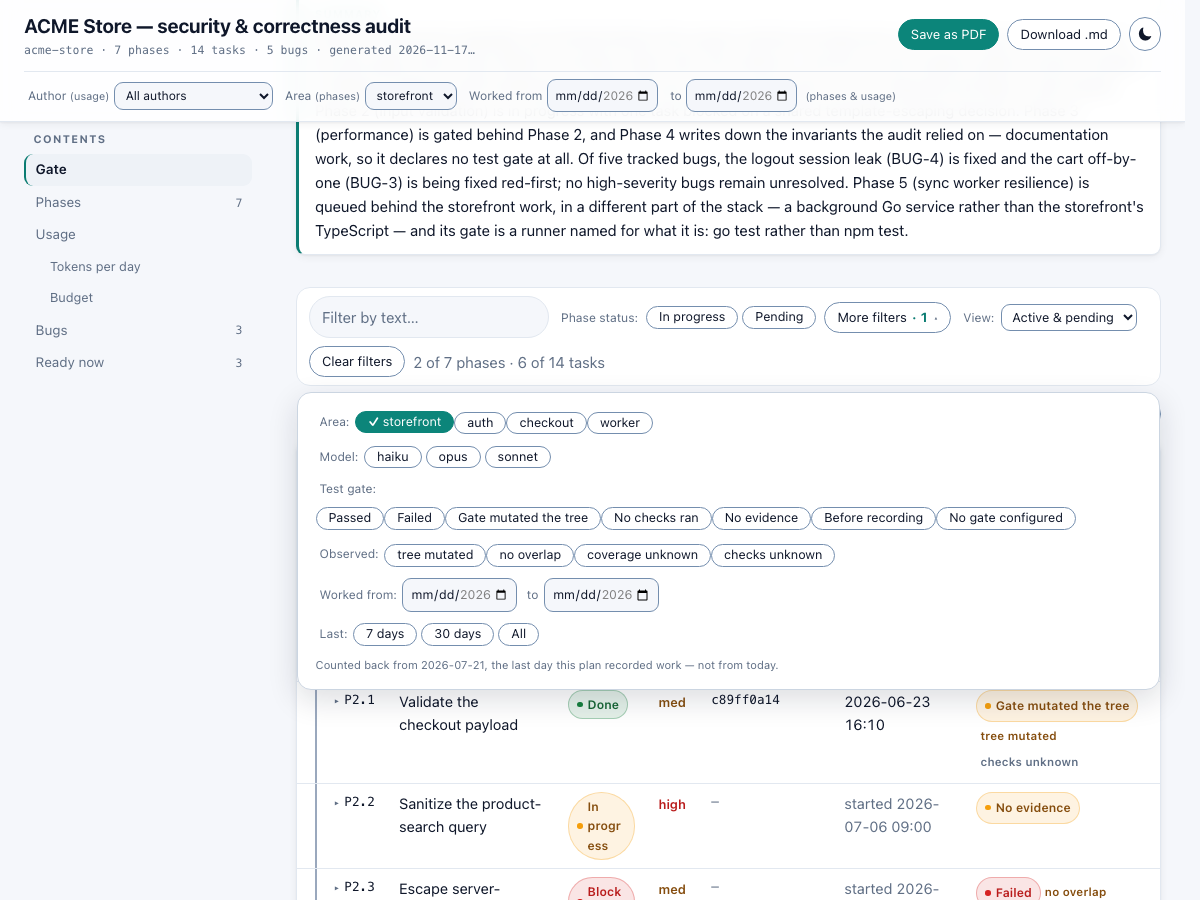 ACME Store — security & correctness audit
acme-store · 7 phases · 14 tasks · 5 bugs · generated 2026-11-17…
Save as PDF
Download .md
Author (usage)
All authors
Area (phases)
storefront
Worked from
mm/dd/2026
to
mm/dd/2026
(phases & usage)
CONTENTS
Gate
Phases 7
Usage
Tokens per day
Budget
Bugs 3
Ready now 3
(performance) is gated behind Phase 2, and Phase 4 writes down the invariants the audit relied on — documentation
work, so it declares no test gate at all. Of five tracked bugs, the logout session leak (BUG-4) is fixed and the cart off-by-
one (BUG-3) is being fixed red-first; no high-severity bugs remain unresolved. Phase 5 (sync worker resilience) is
queued behind the storefront work, in a different part of the stack — a background Go service rather than the storefront's
TypeScript — and its gate is a runner named for what it is: go test rather than npm test.
Filter by text...
Phase status:
In progress
Pending
More filters · 1 ·
View:
Active & pending
Clear filters
2 of 7 phases · 6 of 14 tasks
Area: ✓ storefront auth checkout worker
Model: haiku opus sonnet
Test gate:
Passed Failed Gate mutated the tree No checks ran No evidence Before recording No gate configured
Observed: tree mutated no overlap coverage unknown checks unknown
Worked from: mm/dd/2026 to mm/dd/2026
Last: 7 days 30 days All
Counted back from 2026-07-21, the last day this plan recorded work — not from today.
▸ P2.1
Validate the
checkout payload
Done
med
c89ff0a14
2026-06-23
16:10
Gate mutated the tree
tree mutated
checks unknown
▸ P2.2
Sanitize the product-
search query
In
progr
ess
high
—
started 2026-
07-06 09:00
No evidence
▸ P2.3
Escape server-
Block
med
—
started 2026-
Failed
no overlap